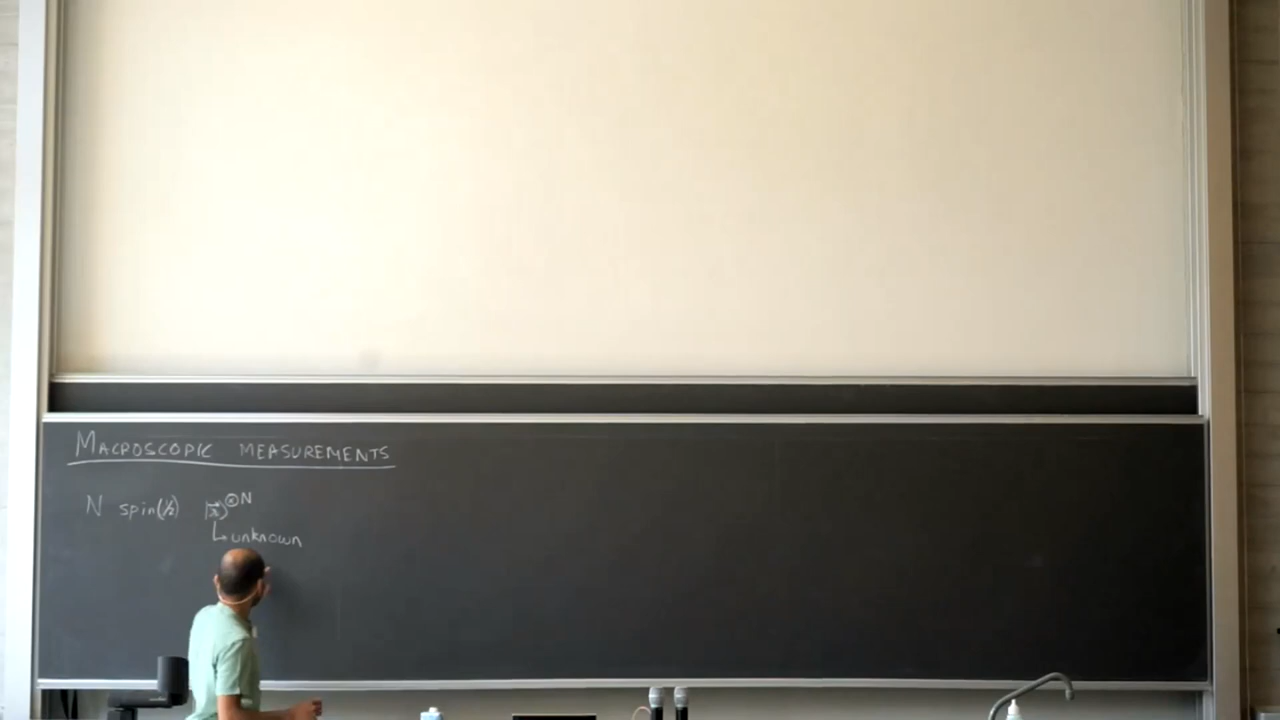 MACROSCOPIC MEASUREMENTS
N spin(1/2) |n⃗⟩^⊗N
↳ unknown